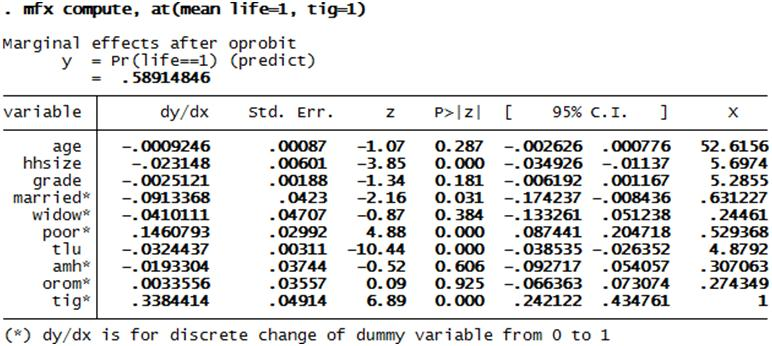 . mfx compute, at(mean life=1, tig=1)
Marginal effects after oprobit
y = Pr(life==1) (predict)
= .58914846
variable dy/dx Std. Err. z P>|z| [ 95% C.I. ] X
age -.0009246 .00087 -1.07 0.287 -.002626 .000776 52.6156
hhsize -.023148 .00601 -3.85 0.000 -.034926 -.01137 5.6974
grade -.0025121 .00188 -1.34 0.181 -.006192 .001167 5.2855
married* -.0913368 .0423 -2.16 0.031 -.174237 -.008436 .631227
widow* -.0410111 .04707 -0.87 0.384 -.133261 .051238 .24461
poor* .1460793 .02992 4.88 0.000 .087441 .204718 .529368
tlu -.0324437 .00311 -10.44 0.000 -.038535 -.026352 4.8792
amh* -.0193304 .03744 -0.52 0.606 -.092717 .054057 .307063
orom* .0033556 .03557 0.09 0.925 -.066363 .073074 .274349
tig* .3384414 .04914 6.89 0.000 .242122 .434761 1
(*) dy/dx is for discrete change of dummy variable from 0 to 1